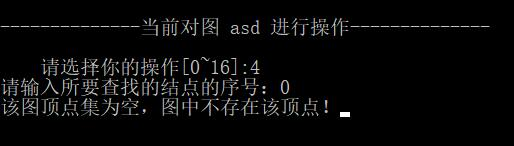 --------------当前对图 asd 进行操作--------------
请选择你的操作[0~16]:4
请输入所要查找的结点的序号: 0
该图顶点集为空, 图中不存在该顶点!